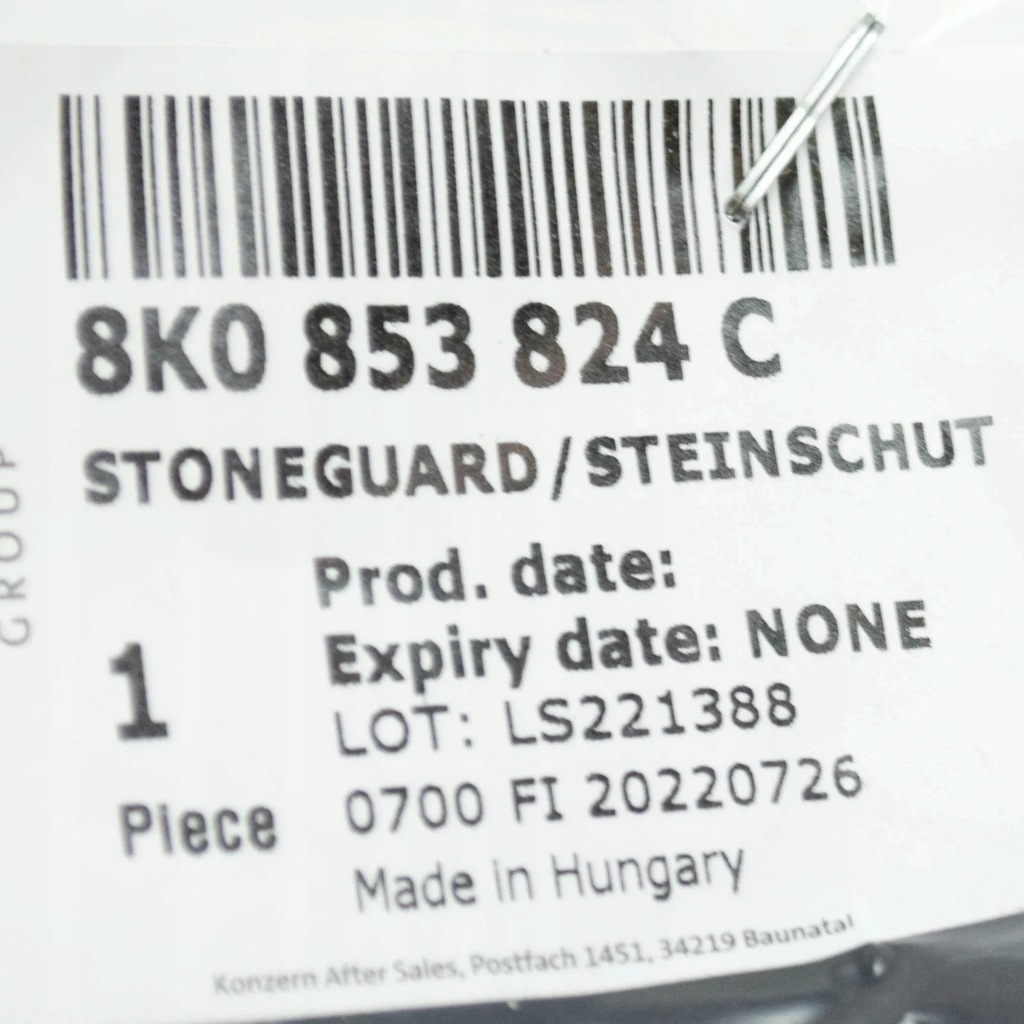 8K0 853 824 C
STONEGUARD/STEINSCHUT
Prod. date:
Expiry date: NONE
LOT: LS221388
0700 FI 20220726
Made in Hungary
1
Piece
Konzern After Sales, Postfach 1451, 34219 Baunatal
GROUP